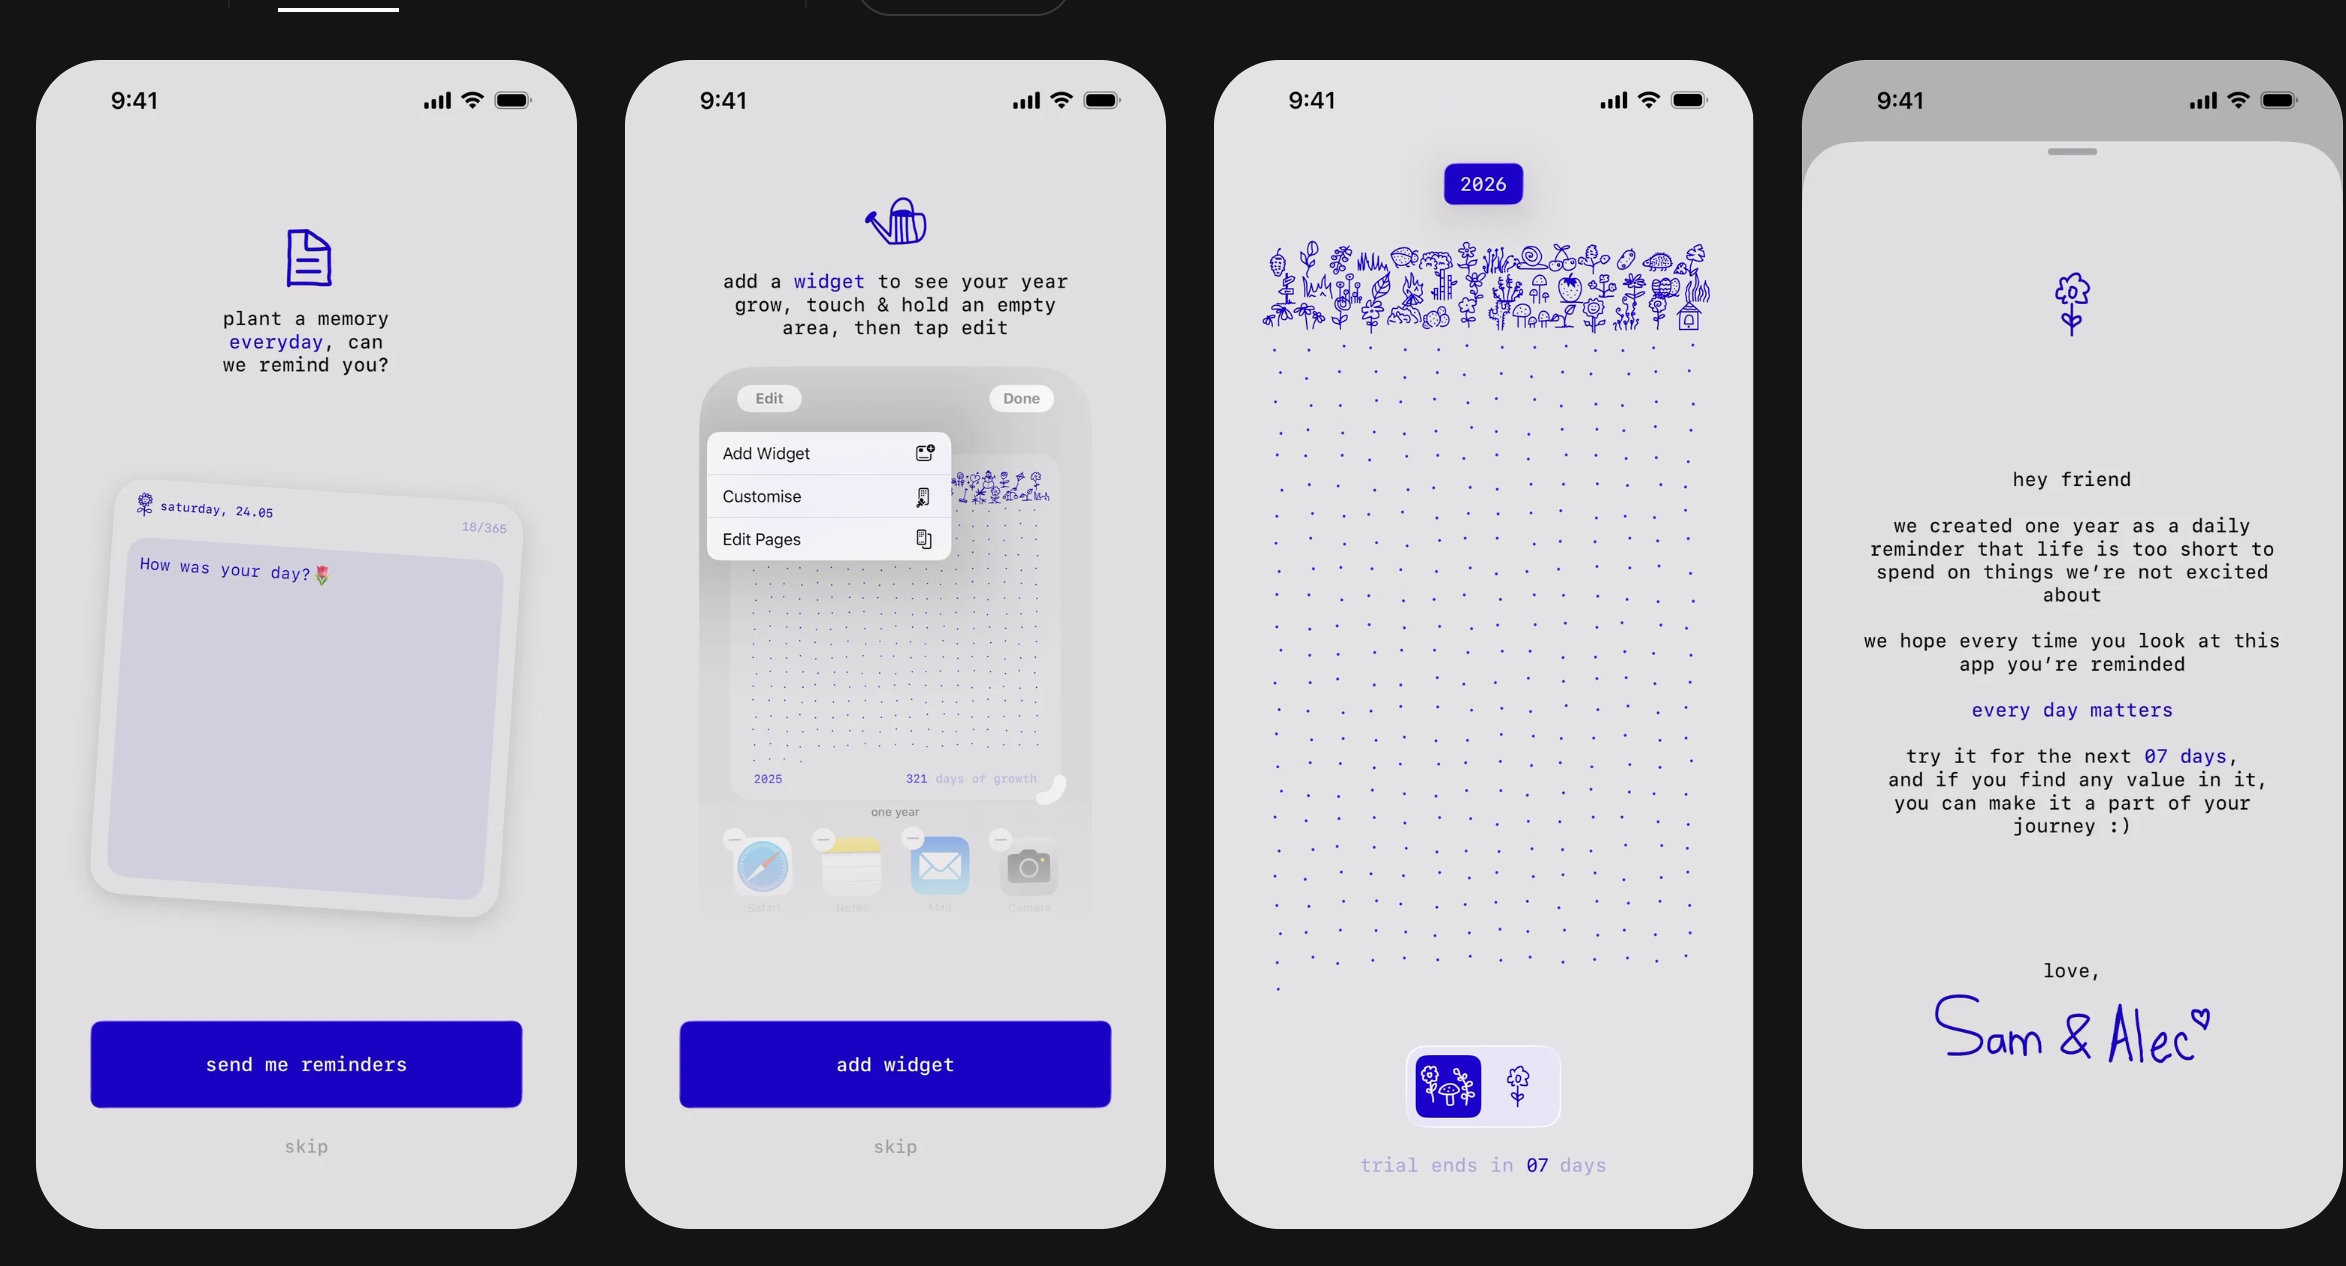 9:41
plant a memory
everyday, can
we remind you?
saturday, 24.05
18/365
How was your day?🌷
send me reminders
skip
9:41
add a widget to see your year
grow, touch & hold an empty
area, then tap edit
Edit
Done
Add Widget
Customise
Edit Pages
2025
321 days of growth
one year
Safari
Notes
Mail
Camera
add widget
skip
9:41
2026
trial ends in 07 days
9:41
hey friend
we created one year as a daily
reminder that life is too short to
spend on things we’re not excited
about
we hope every time you look at this
app you’re reminded
every day matters
try it for the next 07 days,
and if you find any value in it,
you can make it a part of your
journey :)
love,
Sam & Alec